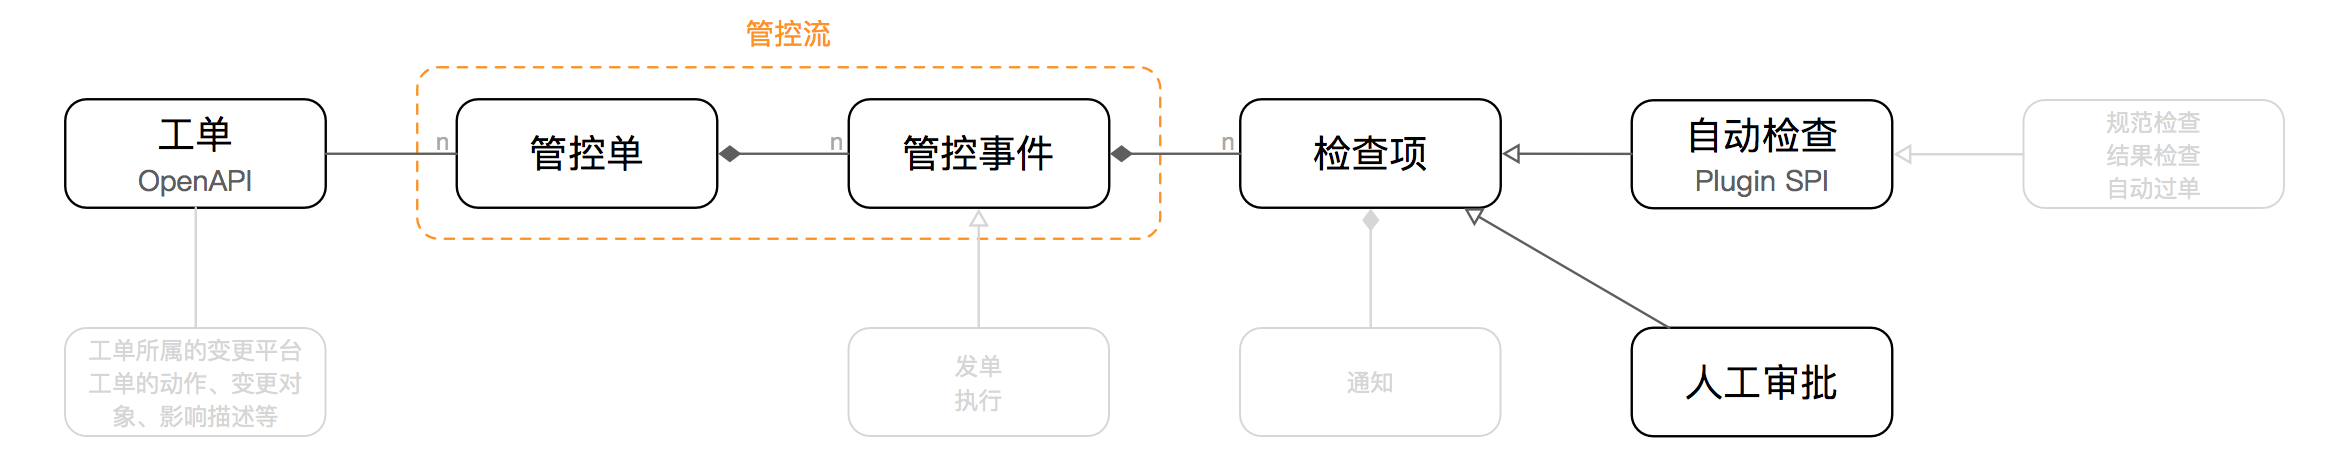 管控流
工单
OpenAPI
n
管控单
n
管控事件
n
检查项
自动检查
Plugin SPI
规范检查
结果检查
自动过单
工单所属的变更平台
工单的动作、变更对
象、影响描述等
发单
执行
通知
人工审批